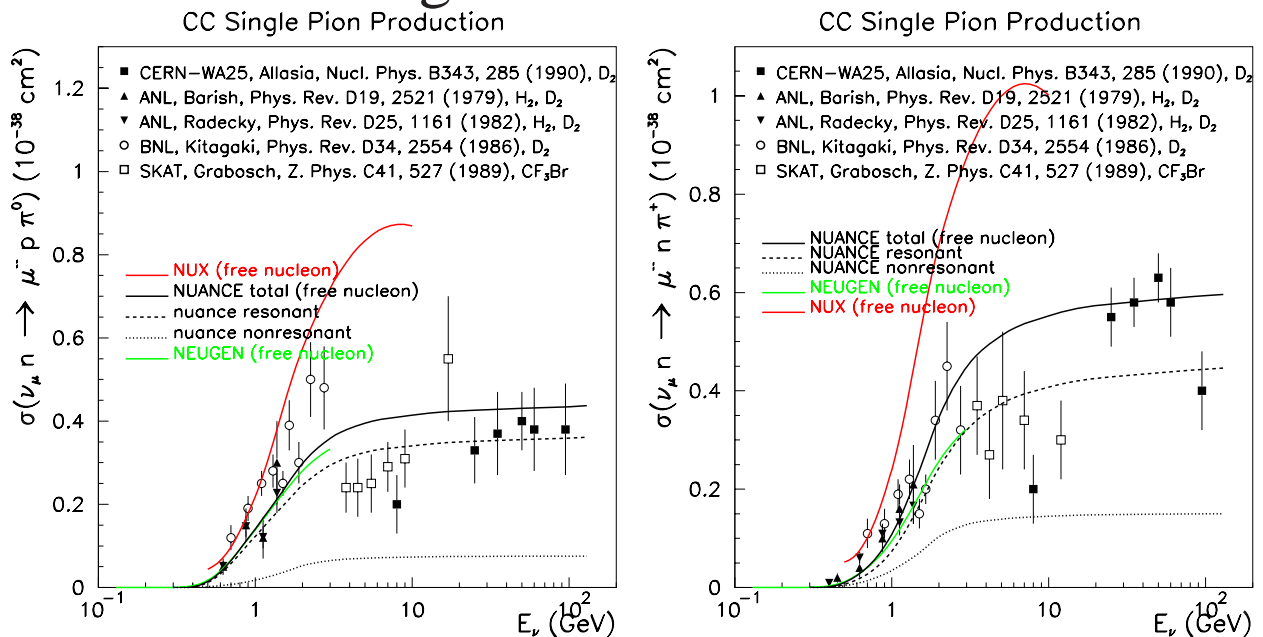 CC Single Pion Production
σ(ν_μ n ⟶ μ⁻ p π⁰) (10⁻³⁸ cm²)
1.2
1
0.8
0.6
0.4
0.2
0
■ CERN-WA25, Allasia, Nucl. Phys. B343, 285 (1990), D₂
▲ ANL, Barish, Phys. Rev. D19, 2521 (1979), H₂, D₂
▼ ANL, Radecky, Phys. Rev. D25, 1161 (1982), H₂, D₂
○ BNL, Kitagaki, Phys. Rev. D34, 2554 (1986), D₂
□ SKAT, Grabosch, Z. Phys. C41, 527 (1989), CF₃Br
NUX (free nucleon)
NUANCE total (free nucleon)
nuance resonant
nuance nonresonant
NEUGEN (free nucleon)
10⁻¹ 1 10 10²
E_ν (GeV)
CC Single Pion Production
σ(ν_μ n ⟶ μ⁻ n π⁺) (10⁻³⁸ cm²)
1
0.8
0.6
0.4
0.2
0
■ CERN-WA25, Allasia, Nucl. Phys. B343, 285 (1990), D₂
▲ ANL, Barish, Phys. Rev. D19, 2521 (1979), H₂, D₂
▼ ANL, Radecky, Phys. Rev. D25, 1161 (1982), H₂, D₂
○ BNL, Kitagaki, Phys. Rev. D34, 2554 (1986), D₂
□ SKAT, Grabosch, Z. Phys. C41, 527 (1989), CF₃Br
NUANCE total (free nucleon)
NUANCE resonant
NUANCE nonresonant
NEUGEN (free nucleon)
NUX (free nucleon)
10⁻¹ 1 10 10²
E_ν (GeV)